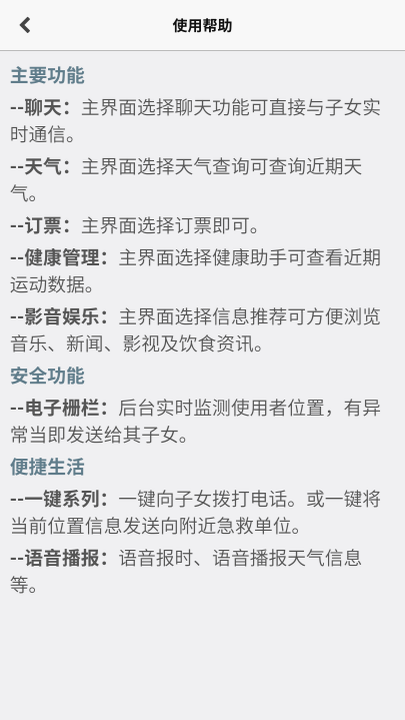 使用帮助
主要功能
--聊天：主界面选择聊天功能可直接与子女实
时通信。
--天气：主界面选择天气查询可查询近期天
气。
--订票：主界面选择订票即可。
--健康管理：主界面选择健康助手可查看近期
运动数据。
--影音娱乐：主界面选择信息推荐可方便浏览
音乐、新闻、影视及饮食资讯。
安全功能
--电子栅栏：后台实时监测使用者位置，有异
常当即发送给其子女。
便捷生活
--一键系列：一键向子女拨打电话。或一键将
当前位置信息发送向附近急救单位。
--语音播报：语音报时、语音播报天气信息
等。